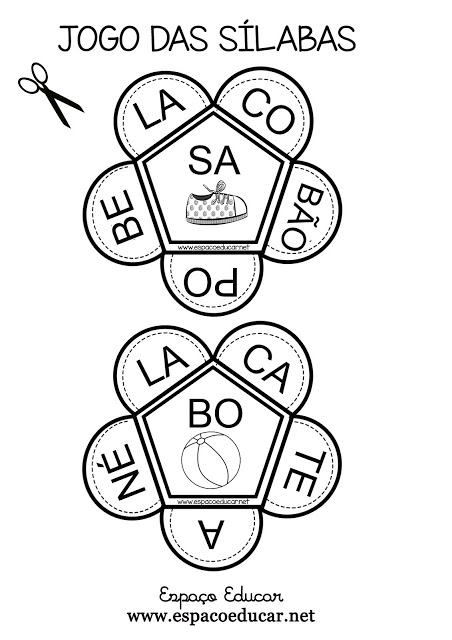 JOGO DAS SÍLABAS
LA
CO
SA
BE
BÃO
www.espacoeducar.net
PO
LA
CA
BO
NÉ
TE
www.espacoeducar.net
A
Espaço Educar
www.espacoeducar.net